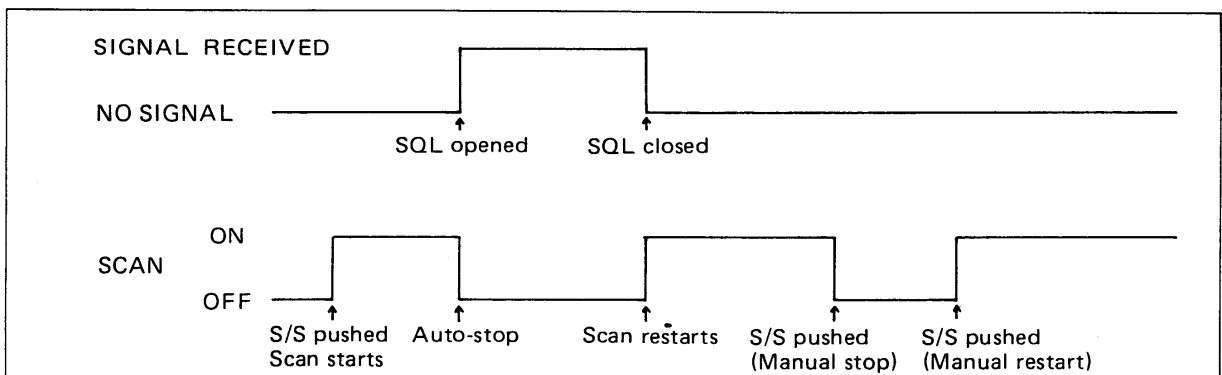 SIGNAL RECEIVED
NO SIGNAL
SQL opened SQL closed
ON
SCAN
OFF
S/S pushed Auto-stop Scan restarts S/S pushed S/S pushed
Scan starts (Manual stop) (Manual restart)